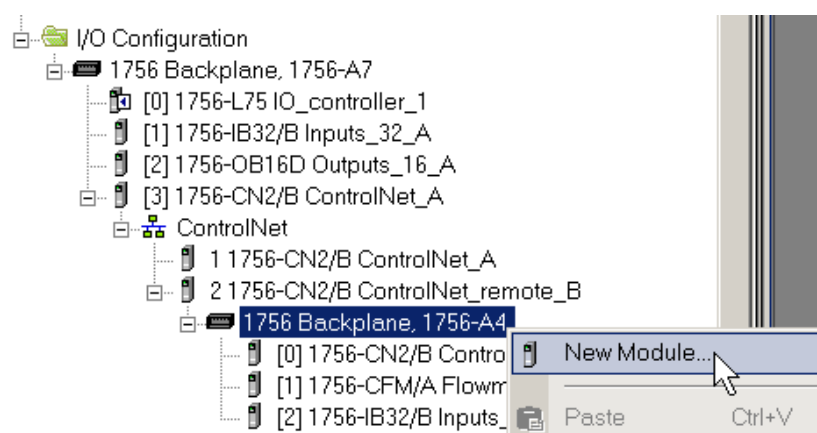 I/O Configuration
1756 Backplane, 1756-A7
[0] 1756-L75 IO_controller_1
[1] 1756-IB32/B Inputs_32_A
[2] 1756-OB16D Outputs_16_A
[3] 1756-CN2/B ControlNet_A
ControlNet
1 1756-CN2/B ControlNet_A
2 1756-CN2/B ControlNet_remote_B
1756 Backplane, 1756-A4
[0] 1756-CN2/B Contro New Module...
[1] 1756-CFM/A Flowm
[2] 1756-IB32/B Inputs_ Paste Ctrl+V